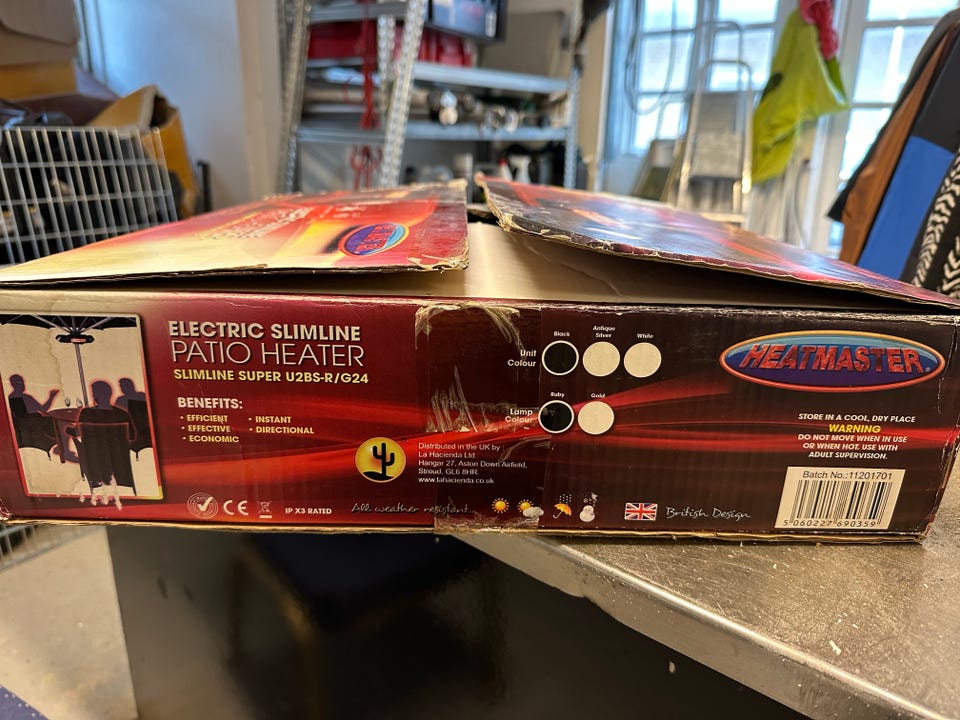 ELECTRIC SLIMLINE
PATIO HEATER
SLIMLINE SUPER U2BS-R/G24
BENEFITS:
• EFFICIENT
• EFFECTIVE
• ECONOMIC
• INSTANT
• DIRECTIONAL
CE
IP X3 RATED
All weather resistant
Distributed in the UK by
La Hacienda Ltd
Hangar 27, Aston Down Airfield,
Stroud, GL6 8HR
www.lahacienda.co.uk
Unit
Colour
Black
Antique
Silver
White
Lamp
Colour
Ruby
Gold
British Design
HEATMASTER
STORE IN A COOL, DRY PLACE
WARNING
DO NOT MOVE WHEN IN USE
OR WHEN HOT. USE WITH
ADULT SUPERVISION.
Batch No.:11201701
5 060227 690359